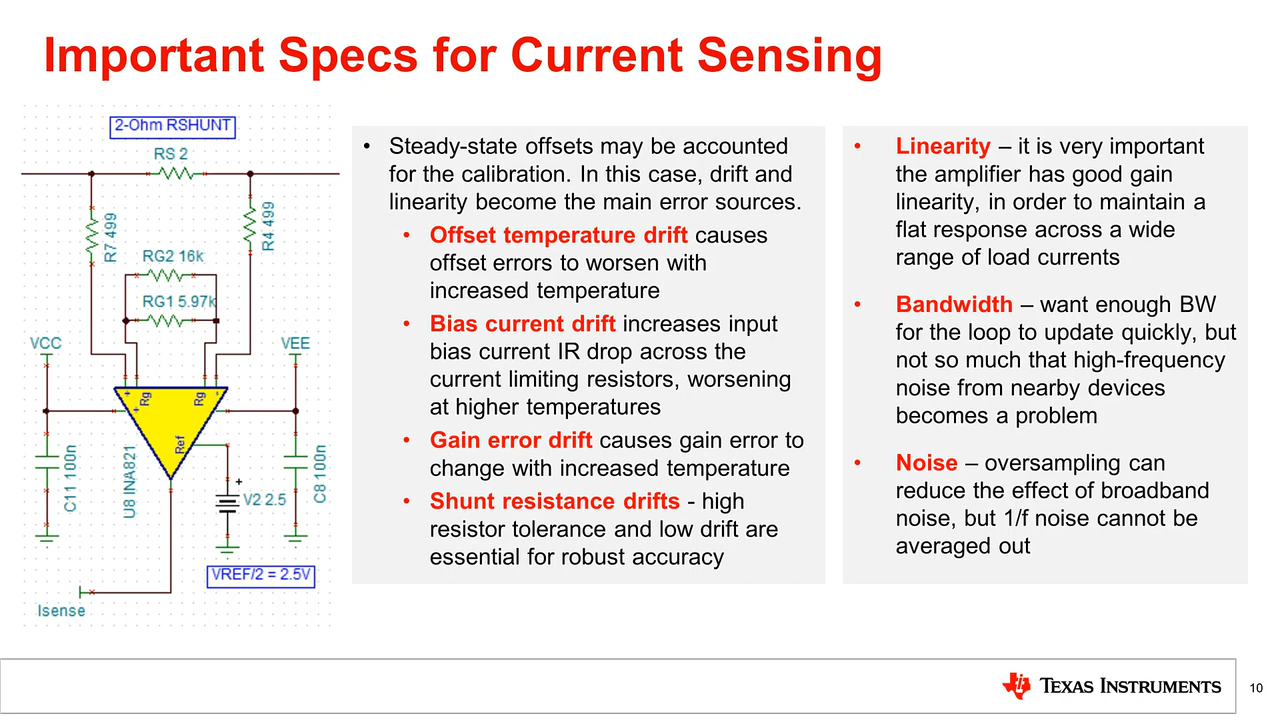 Important Specs for Current Sensing
2-Ohm RSHUNT
RS 2
R7 499
R4 499
RG2 16k
RG1 5.97k
VCC
VEE
+
-
+
Rg
Rg
Ref
C11 100n
U8 INA821
+
V2 2.5
C8 100n
VREF/2 = 2.5V
Isense
• Steady-state offsets may be accounted
for the calibration. In this case, drift and
linearity become the main error sources.
• Offset temperature drift causes
offset errors to worsen with
increased temperature
• Bias current drift increases input
bias current IR drop across the
current limiting resistors, worsening
at higher temperatures
• Gain error drift causes gain error to
change with increased temperature
• Shunt resistance drifts - high
resistor tolerance and low drift are
essential for robust accuracy
• Linearity – it is very important
the amplifier has good gain
linearity, in order to maintain a
flat response across a wide
range of load currents
• Bandwidth – want enough BW
for the loop to update quickly, but
not so much that high-frequency
noise from nearby devices
becomes a problem
• Noise – oversampling can
reduce the effect of broadband
noise, but 1/f noise cannot be
averaged out
TEXAS INSTRUMENTS
10